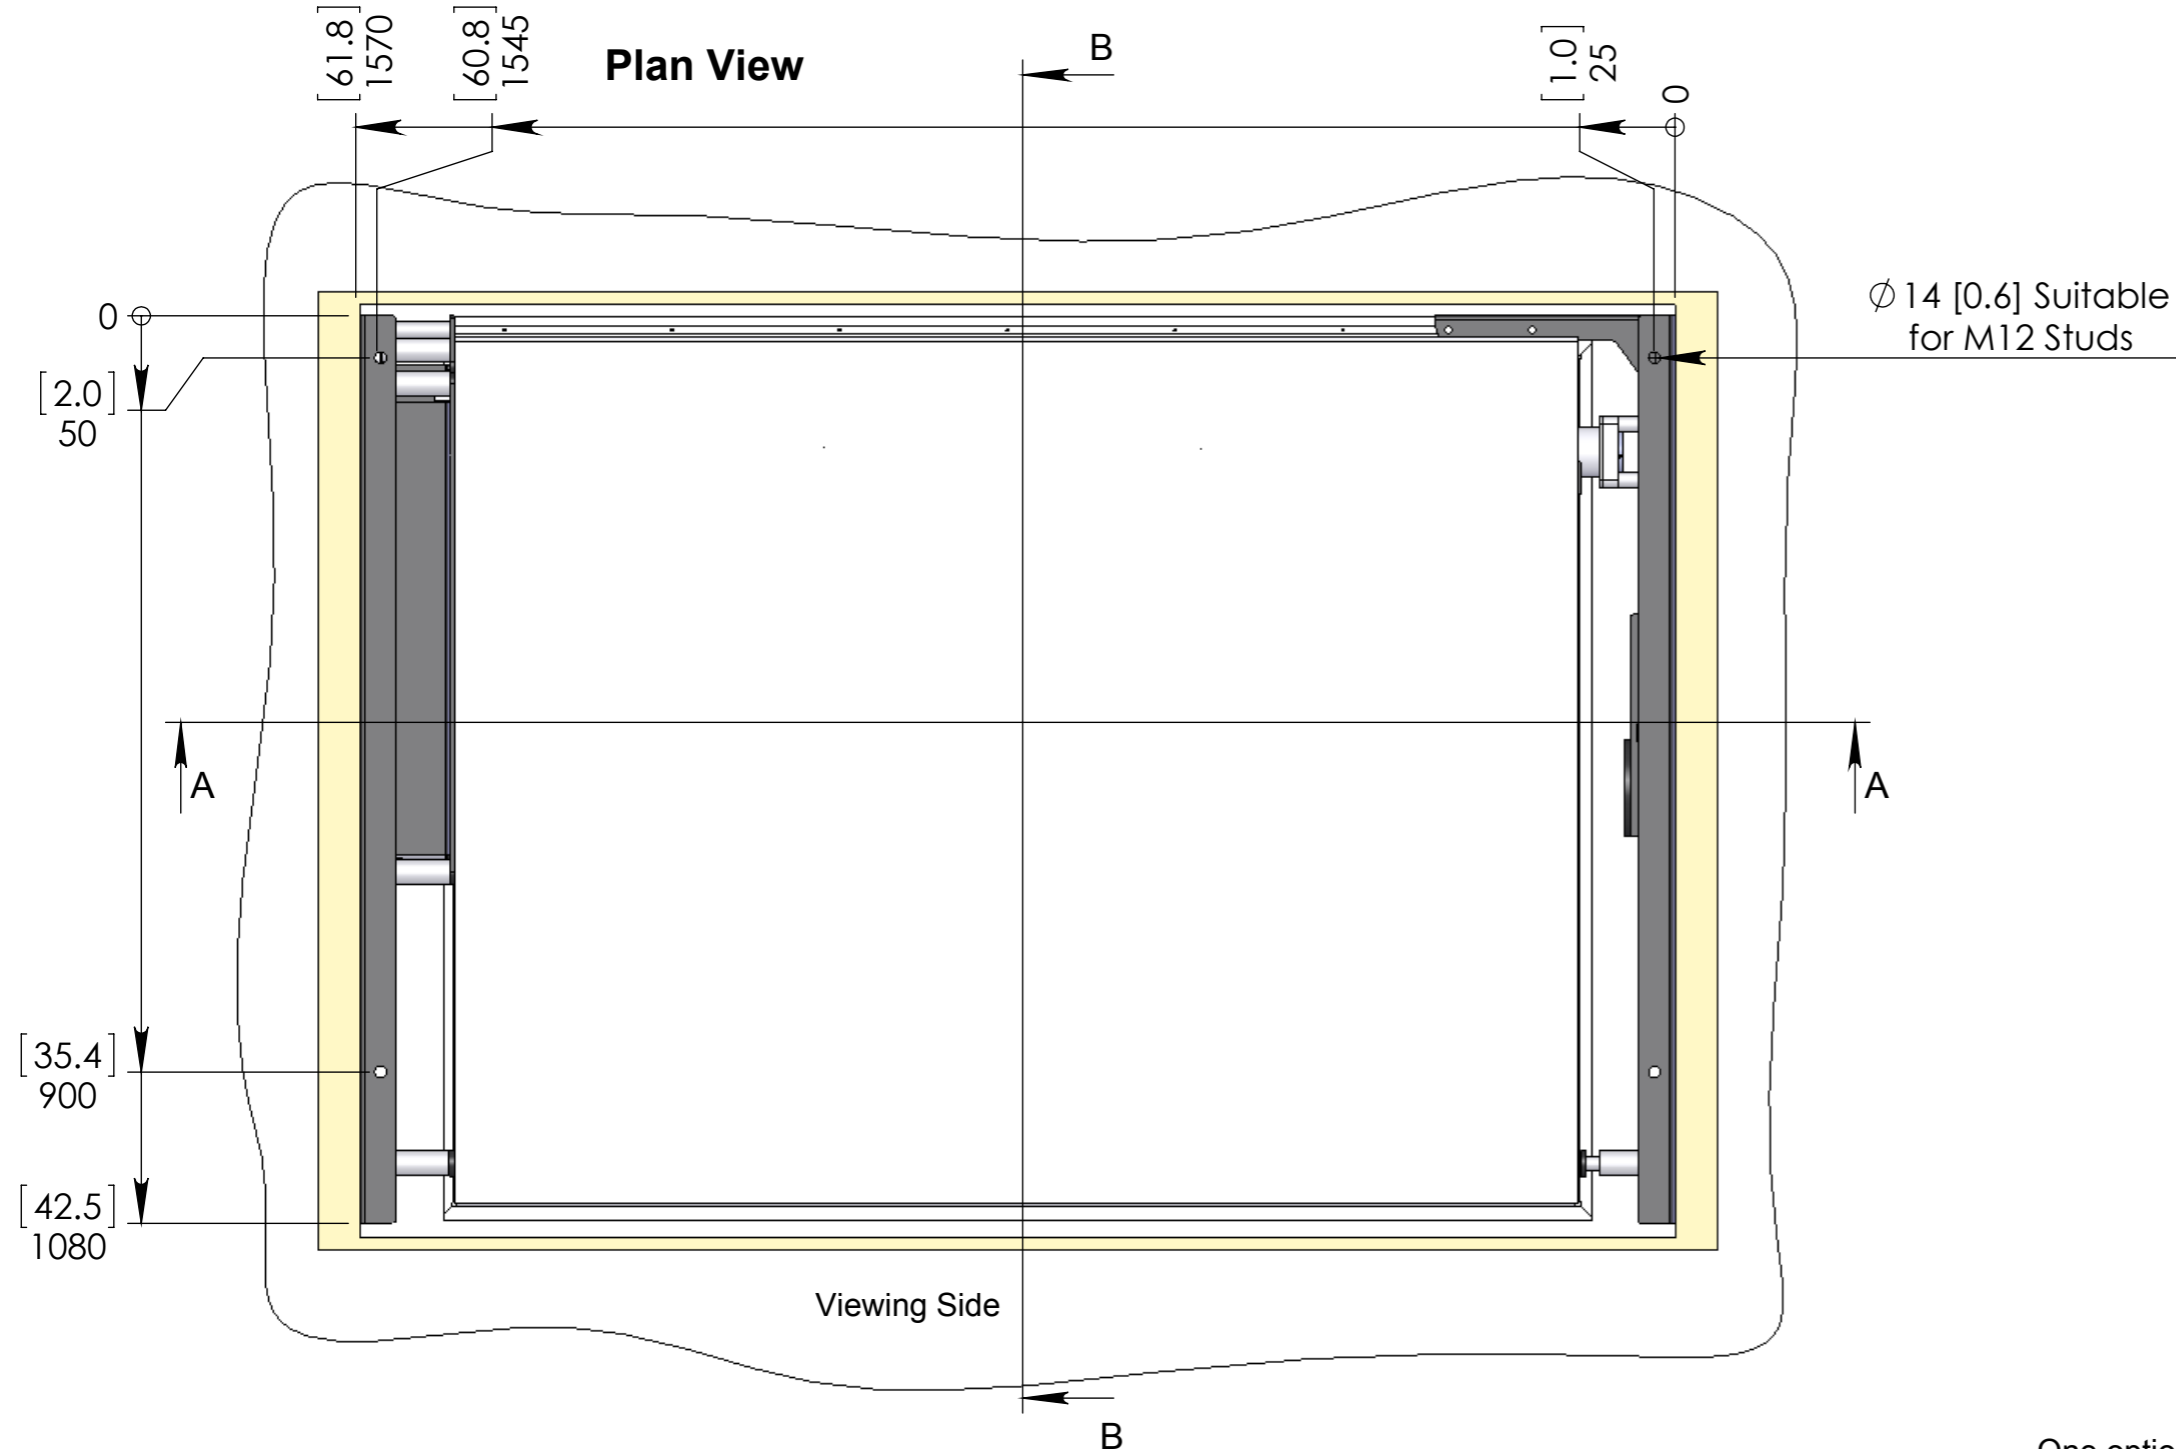 [61.8]
1570
[60.8]
1545
Plan View
B
[1.0]
25
0
0
Ø 14 [0.6] Suitable
for M12 Studs
[2.0]
50
A
A
[35.4]
900
[42.5]
1080
Viewing Side
B